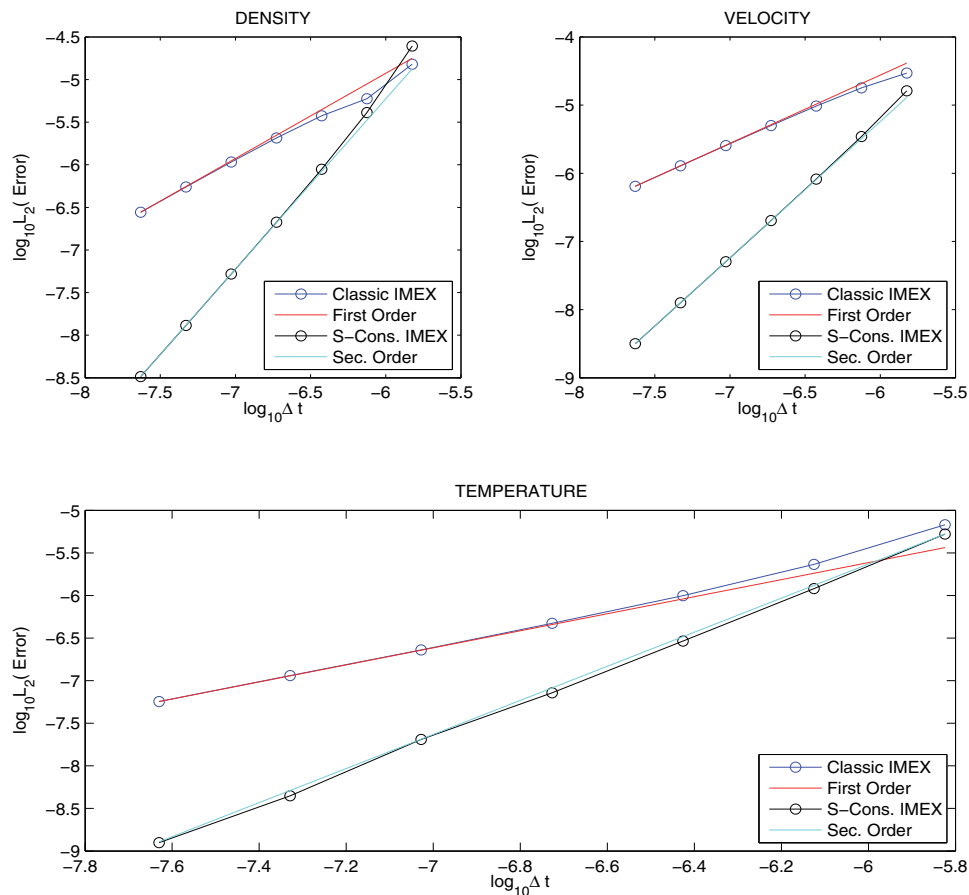 DENSITY
−4.5
−5
−5.5
−6
−6.5
−7
−7.5
−8
−8.5
log10L2( Error)
−8
−7.5
−7
−6.5
−6
−5.5
log10Δ t
Classic IMEX
First Order
S−Cons. IMEX
Sec. Order
VELOCITY
−4
−5
−6
−7
−8
−9
log10L2( Error)
−8
−7.5
−7
−6.5
−6
−5.5
log10Δ t
Classic IMEX
First Order
S−Cons. IMEX
Sec. Order
TEMPERATURE
−5
−5.5
−6
−6.5
−7
−7.5
−8
−8.5
−9
log10L2( Error)
−7.8
−7.6
−7.4
−7.2
−7
−6.8
−6.6
−6.4
−6.2
−6
−5.8
log10Δ t
Classic IMEX
First Order
S−Cons. IMEX
Sec. Order